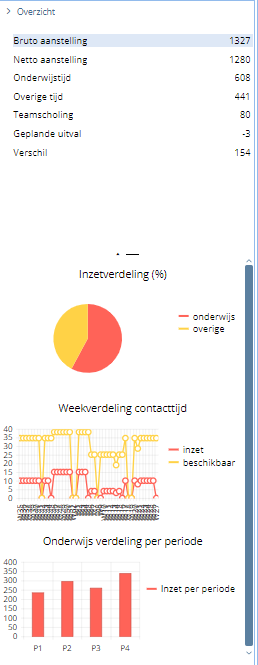 Overzicht
Bruto aanstelling 1327
Netto aanstelling 1280
Onderwijstijd 608
Overige tijd 441
Teamscholing 80
Geplande uitval -3
Verschil 154
Inzetverdeling (%)
onderwijs
overige
Weekverdeling contacttijd
40
35
30
25
20
15
10
5
0
inzet
beschikbaar
Onderwijs verdeling per periode
400
350
300
250
200
150
100
50
0
P1 P2 P3 P4
Inzet per periode